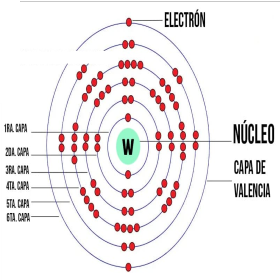 ELECTRÓN
1RA. CAPA
2DA. CAPA
3RA. CAPA
4TA. CAPA
5TA. CAPA
6TA. CAPA
W
NÚCLEO
CAPA DE
VALENCIA